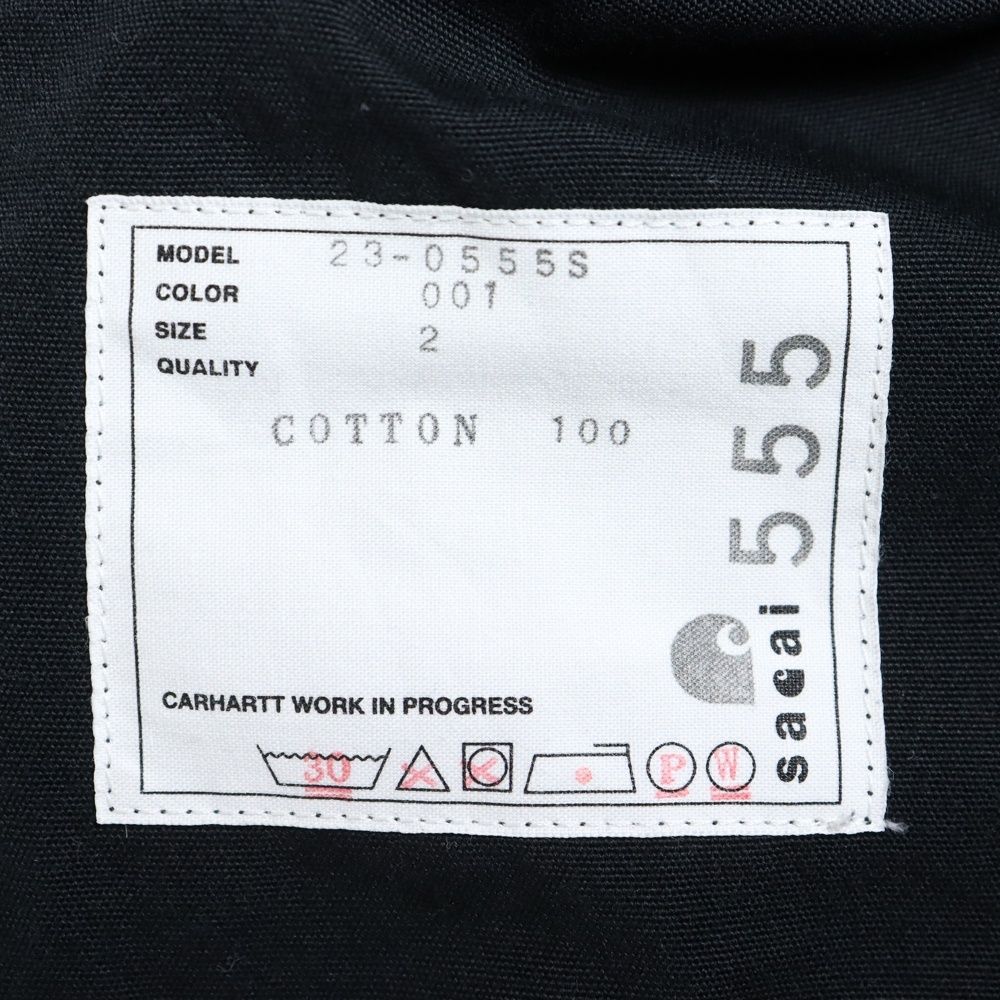 MODEL 23-0555S
COLOR 001
SIZE 2
QUALITY
COTTON 100
CARHARTT WORK IN PROGRESS
30
P
W
sacai 555